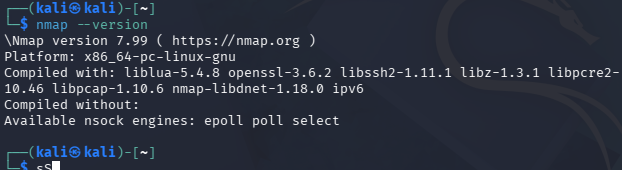 ┌──(kali㉿kali)-[~]
└─$ nmap --version
\Nmap version 7.99 ( https://nmap.org )
Platform: x86_64-pc-linux-gnu
Compiled with: liblua-5.4.8 openssl-3.6.2 libssh2-1.11.1 libz-1.3.1 libpcre2-
10.46 libpcap-1.10.6 nmap-libdnet-1.18.0 ipv6
Compiled without:
Available nsock engines: epoll poll select
┌──(kali㉿kali)-[~]
└─$ sS